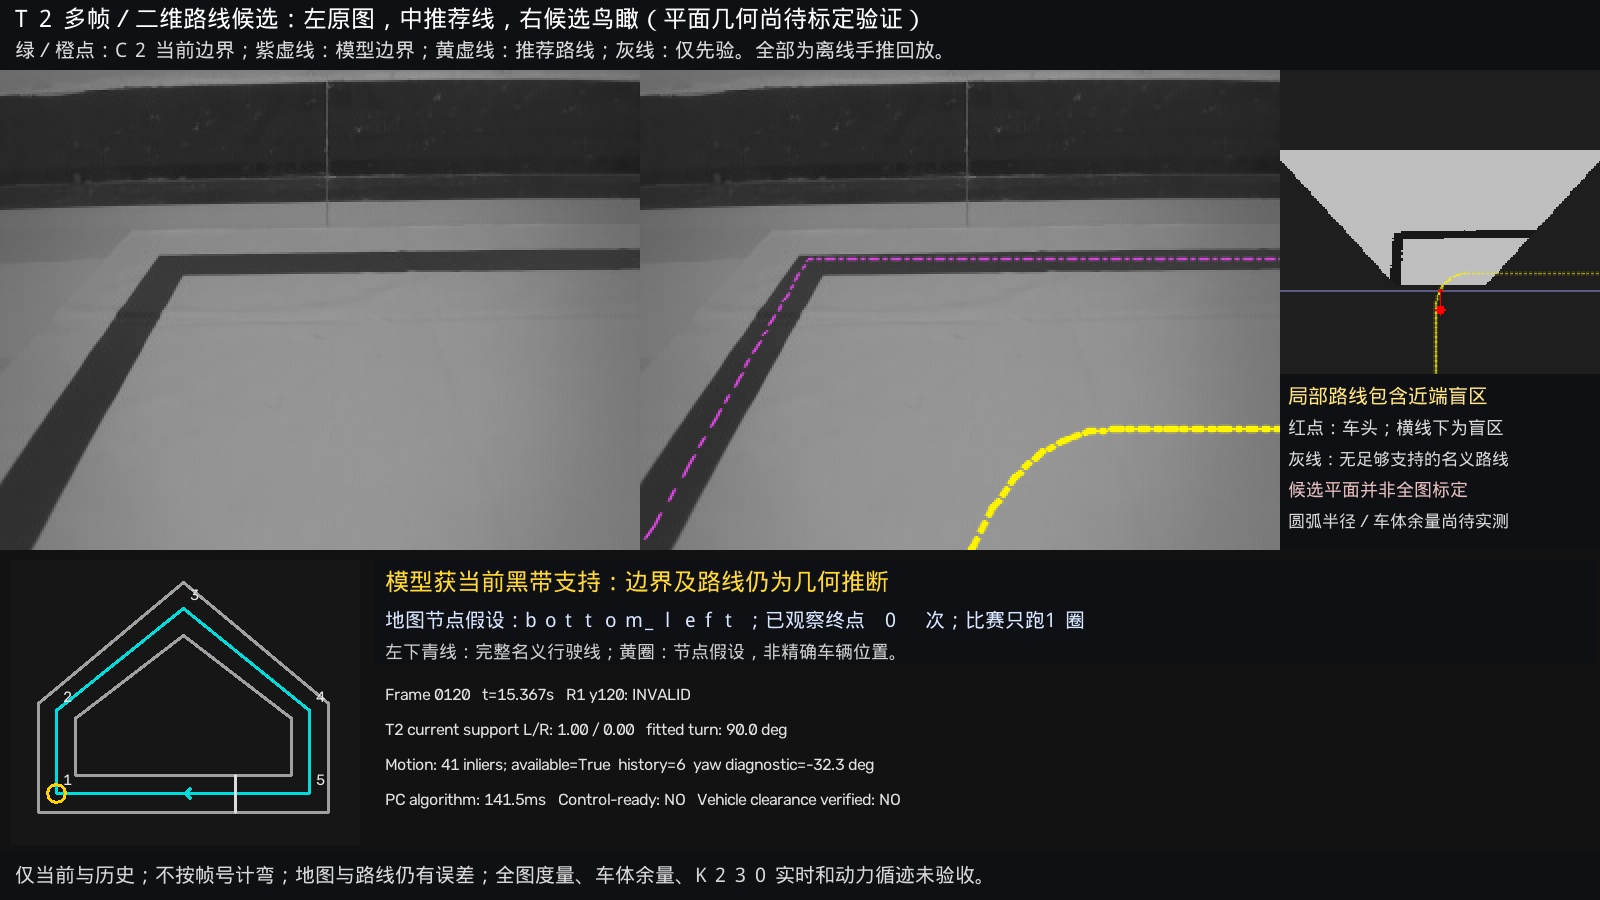 T 2 多帧 / 二维路线候选：左原图，中推荐线，右候选鸟瞰（平面几何尚待标定验证）
绿 / 橙点：C 2 当前边界；紫虚线：模型边界；黄虚线：推荐路线；灰线：仅先验。全部为离线手推回放。
局部路线包含近端盲区
红点：车头；横线下为盲区
灰线：无足够支持的名义路线
候选平面并非全图标定
圆弧半径 / 车体余量尚待实测
模型获当前黑带支持：边界及路线仍为几何推断
地图节点假设：bottom_left；已观察终点 0 次；比赛只跑1 圈
左下青线：完整名义行驶线；黄圈：节点假设，非精确车辆位置。
Frame 0120 t=15.367s R1 y120: INVALID
T2 current support L/R: 1.00 / 0.00 fitted turn: 90.0 deg
Motion: 41 inliers; available=True history=6 yaw diagnostic=-32.3 deg
PC algorithm: 141.5ms Control-ready: NO Vehicle clearance verified: NO
3
2
4
1
5
仅当前与历史；不按帧号计弯；地图与路线仍有误差；全图度量、车体余量、K 2 3 0 实时和动力循迹未验收。